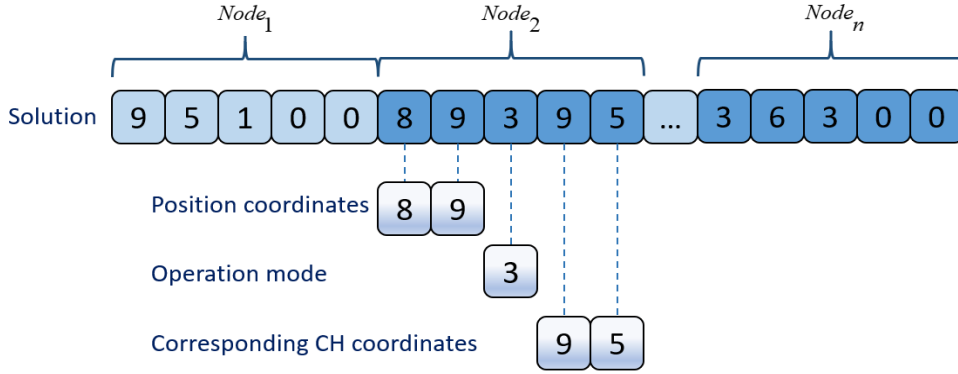 Node1 Node2 Noden
Solution 9 5 1 0 0 8 9 3 9 5 ... 3 6 3 0 0
Position coordinates 8 9
Operation mode 3
Corresponding CH coordinates 9 5